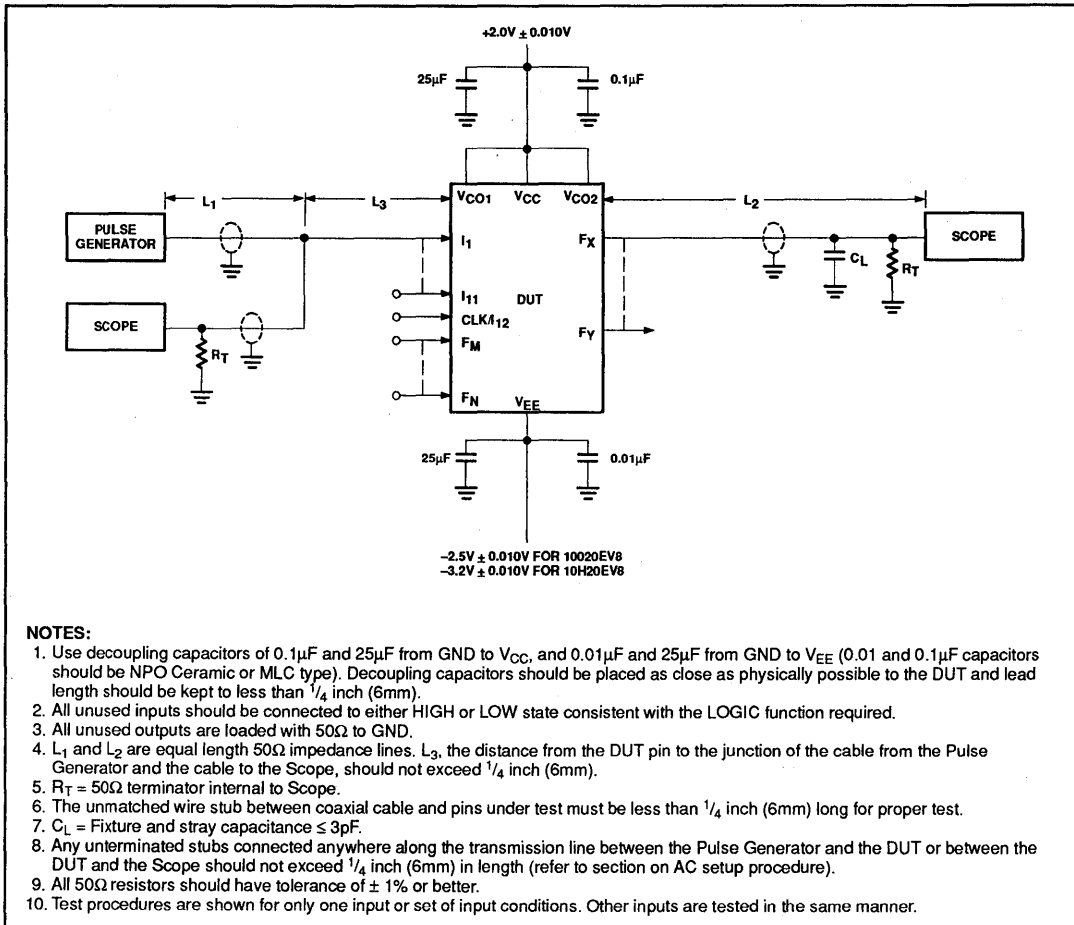 +2.0V ± 0.010V
25µF
0.1µF
L1
L3
VCO1
VCC
VCO2
L2
PULSE
GENERATOR
I1
FX
SCOPE
CL
RT
I11
DUT
CLK/I12
SCOPE
FM
FY
RT
FN
VEE
25µF
0.01µF
–2.5V ± 0.010V FOR 10020EV8
–3.2V ± 0.010V FOR 10H20EV8
NOTES:
1. Use decoupling capacitors of 0.1µF and 25µF from GND to VCC, and 0.01µF and 25µF from GND to VEE (0.01 and 0.1µF capacitors
should be NPO Ceramic or MLC type). Decoupling capacitors should be placed as close as physically possible to the DUT and lead
length should be kept to less than 1/4 inch (6mm).
2. All unused inputs should be connected to either HIGH or LOW state consistent with the LOGIC function required.
3. All unused outputs are loaded with 50Ω to GND.
4. L1 and L2 are equal length 50Ω impedance lines. L3, the distance from the DUT pin to the junction of the cable from the Pulse
Generator and the cable to the Scope, should not exceed 1/4 inch (6mm).
5. RT = 50Ω terminator internal to Scope.
6. The unmatched wire stub between coaxial cable and pins under test must be less than 1/4 inch (6mm) long for proper test.
7. CL = Fixture and stray capacitance ≤ 3pF.
8. Any unterminated stubs connected anywhere along the transmission line between the Pulse Generator and the DUT or between the
DUT and the Scope should not exceed 1/4 inch (6mm) in length (refer to section on AC setup procedure).
9. All 50Ω resistors should have tolerance of ± 1% or better.
10. Test procedures are shown for only one input or set of input conditions. Other inputs are tested in the same manner.